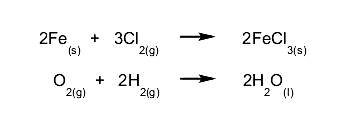 2Fe(s) + 3Cl2(g) → 2FeCl3(s)
O2(g) + 2H2(g) → 2H2O(l)